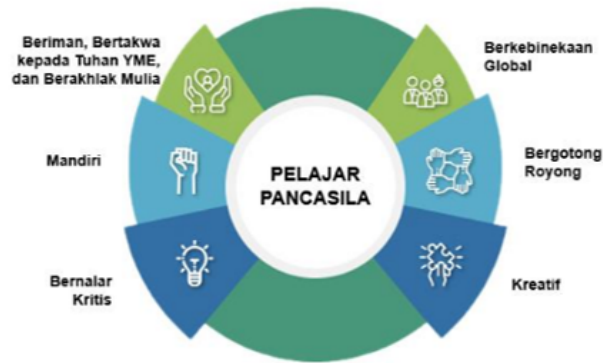 Beriman, Bertakwa
kepada Tuhan YME,
dan Berakhlak Mulia
Berkebinekaan
Global
Mandiri
PELAJAR
PANCASILA
Bergotong
Royong
Bernalar
Kritis
Kreatif